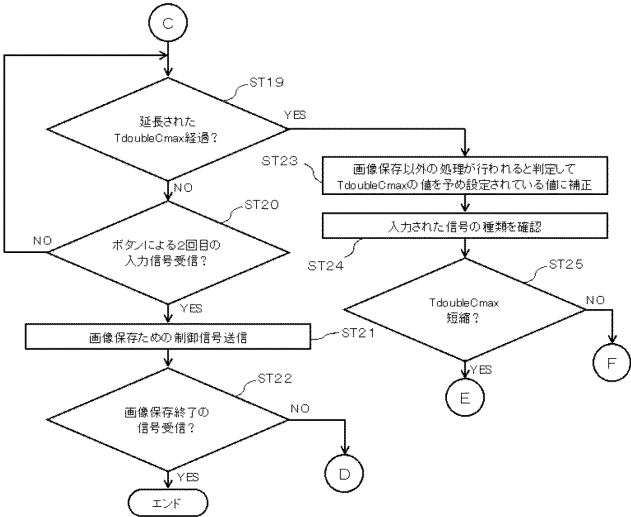 C
ST19
延長された
TdoubleCmax経過？
YES
ST23
画像保存以外の処理が行われると判定して
TdoubleCmaxの値を予め設定されている値に補正
NO
ST20
入力された信号の種類を確認
NO
ボタンによる2回目の
入力信号受信？
ST24
ST25
YES
TdoubleCmax
短縮？
NO
画像保存ための制御信号送信
ST21
F
ST22
YES
E
画像保存終了の
信号受信？
NO
D
YES
エンド